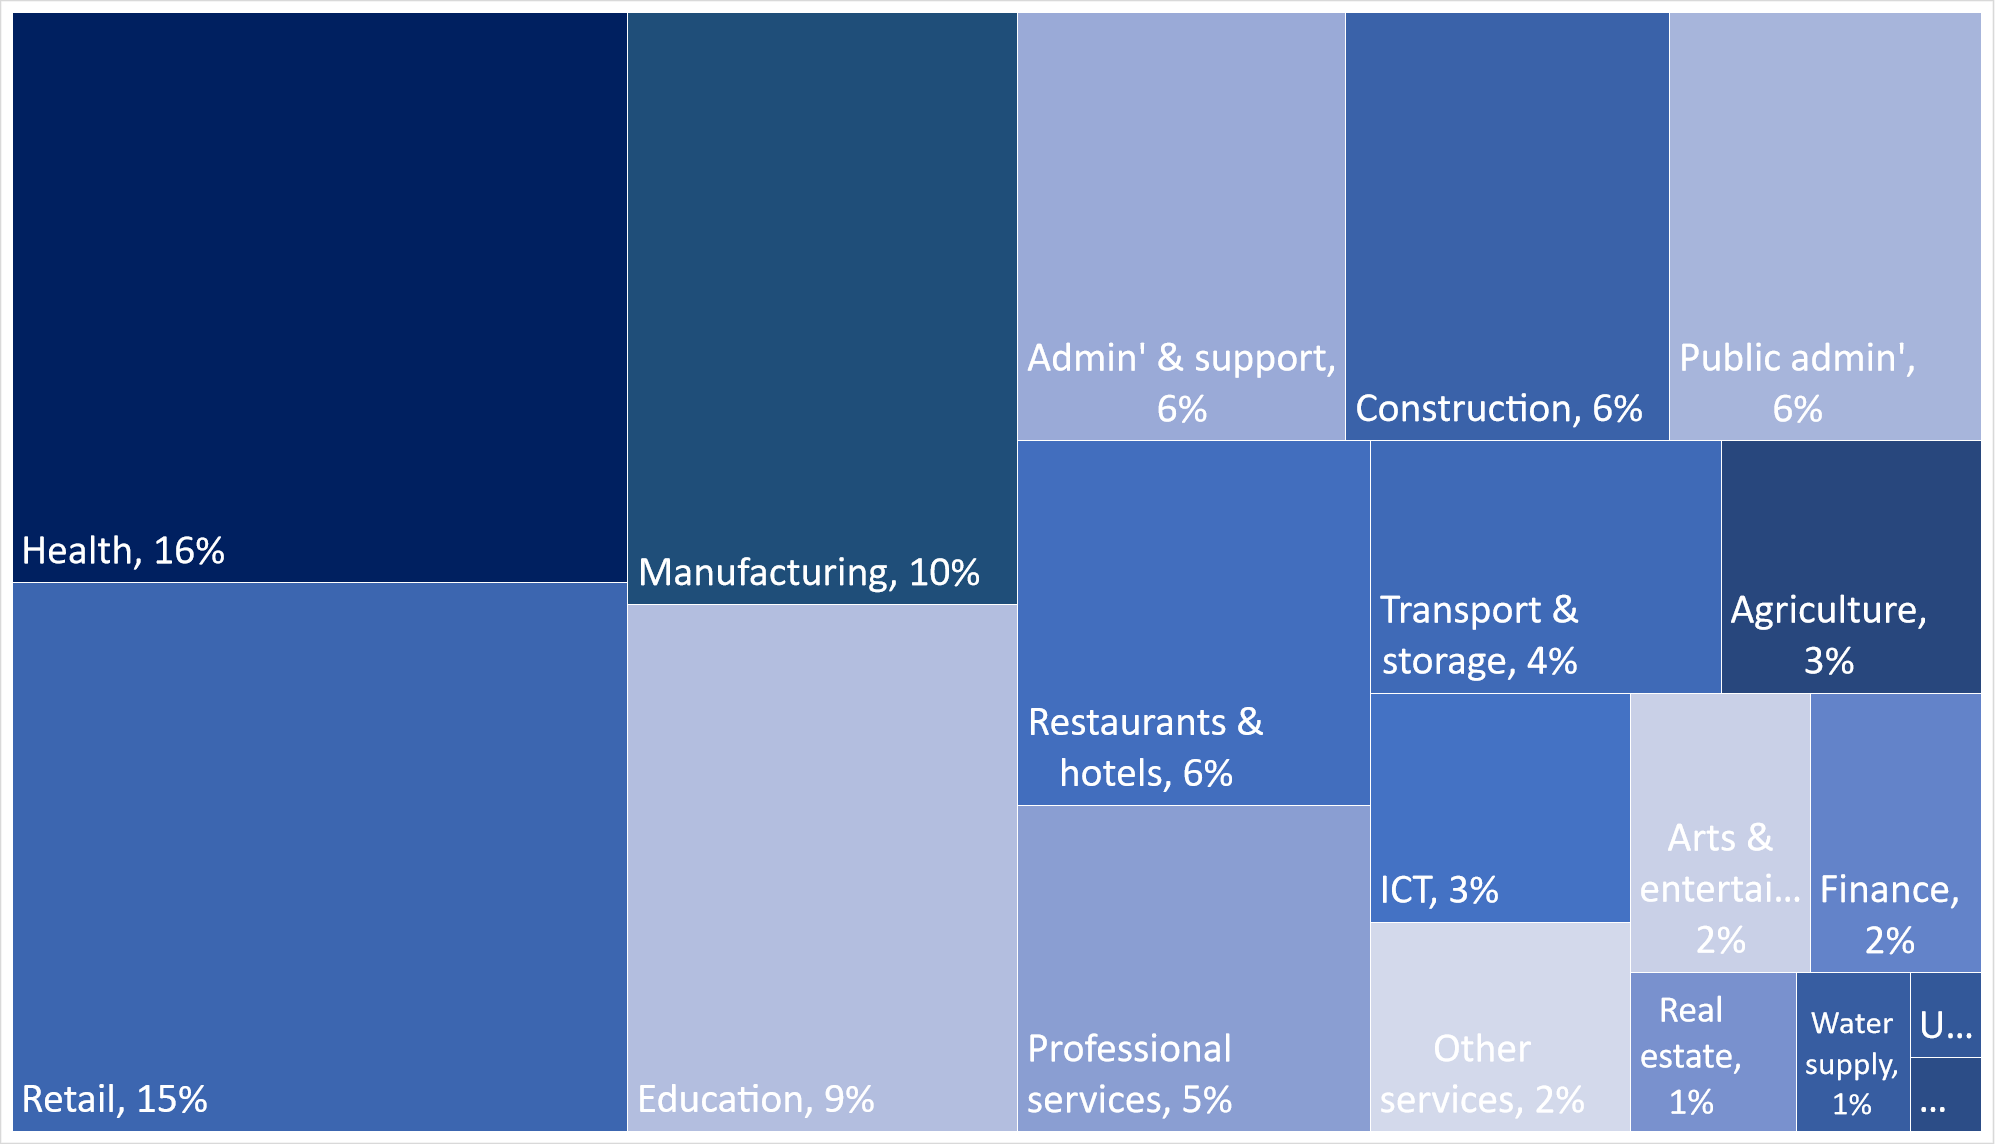 Health, 16%
Retail, 15%
Manufacturing, 10%
Education, 9%
Admin' & support,
6%
Construction, 6%
Public admin',
6%
Restaurants &
hotels, 6%
Transport &
storage, 4%
Agriculture,
3%
Professional
services, 5%
ICT, 3%
Other
services, 2%
Arts &
entertai...
2%
Finance,
2%
Real
estate,
1%
Water
supply,
1%
U...
...